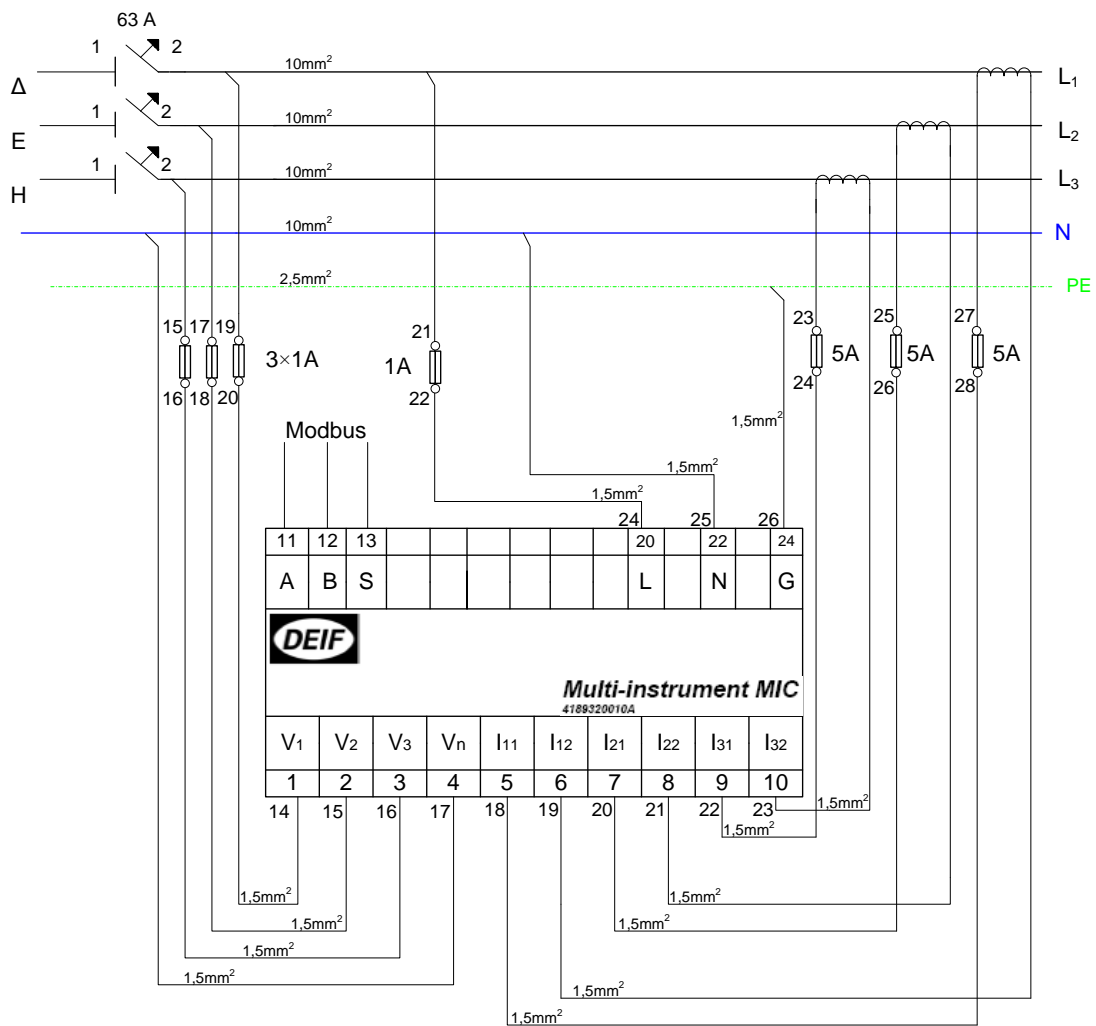 63 A
1 2
10mm²
Δ L₁
1 2
10mm²
E L₂
1 2
10mm²
H L₃
10mm²
N
2,5mm²
PE
15 17 19
3×1A
16 18 20
21
1A
22
23 25 27
5A 5A 5A
24 26 28
1,5mm²
Modbus
1,5mm²
1,5mm²
24 25 26
11 12 13 20 22 24
A B S L N G
DEIF
Multi-instrument MIC
4189320010A
V₁ V₂ V₃ Vn I₁₁ I₁₂ I₂₁ I₂₂ I₃₁ I₃₂
1 2 3 4 5 6 7 8 9 10
14 15 16 17 18 19 20 21 22 23
1,5mm²
1,5mm²
1,5mm² 1,5mm²
1,5mm² 1,5mm²
1,5mm²
1,5mm² 1,5mm²
1,5mm²